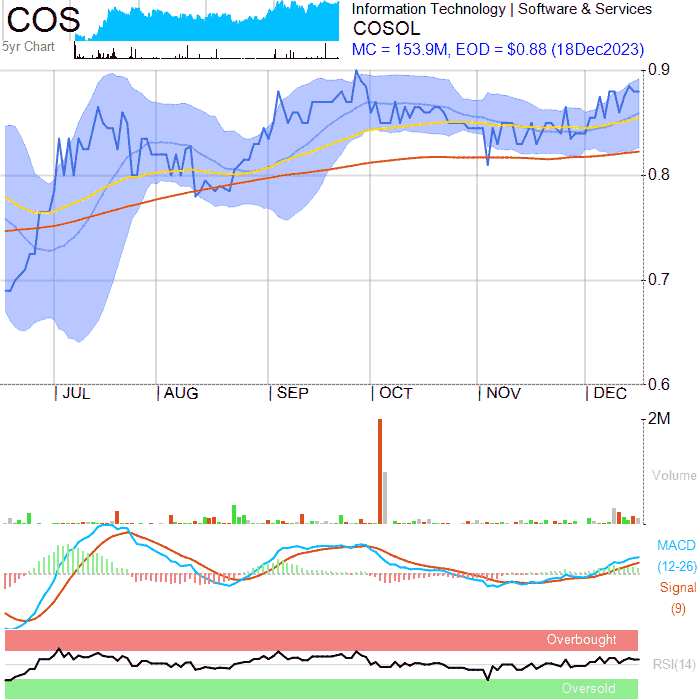 COS
5yr Chart
Information Technology | Software & Services
COSOL
MC = 153.9M, EOD = $0.88 (18Dec2023)
0.9
0.8
0.7
0.6
JUL
AUG
SEP
OCT
NOV
DEC
2M
Volume
MACD
(12-26)
Signal
(9)
Overbought
RSI(14)
Oversold